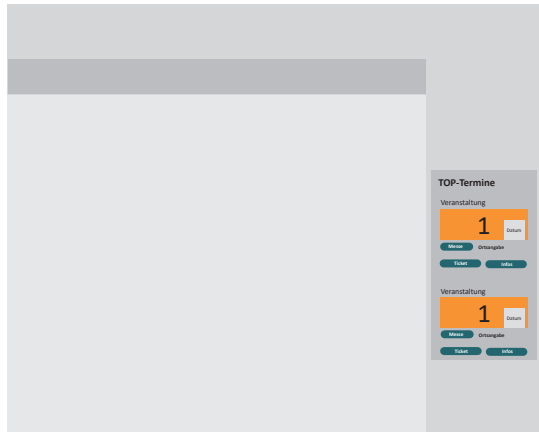 TOP-Termine
Veranstaltung
1
Datum
Messe Ortsangabe
Ticket Infos
Veranstaltung
1
Datum
Messe Ortsangabe
Ticket Infos